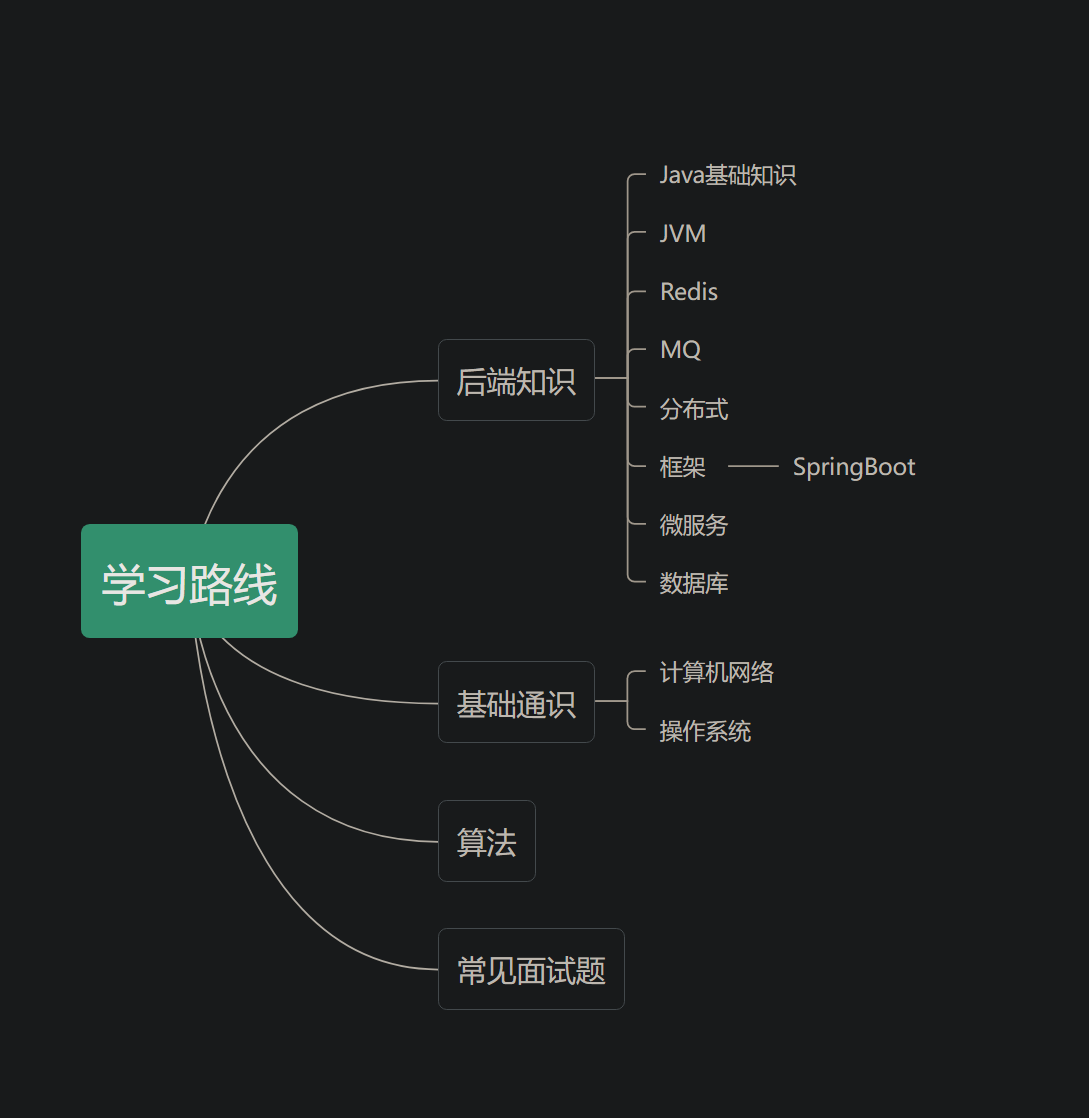 学习路线
后端知识
Java基础知识
JVM
Redis
MQ
分布式
框架
SpringBoot
微服务
数据库
基础通识
计算机网络
操作系统
算法
常见面试题